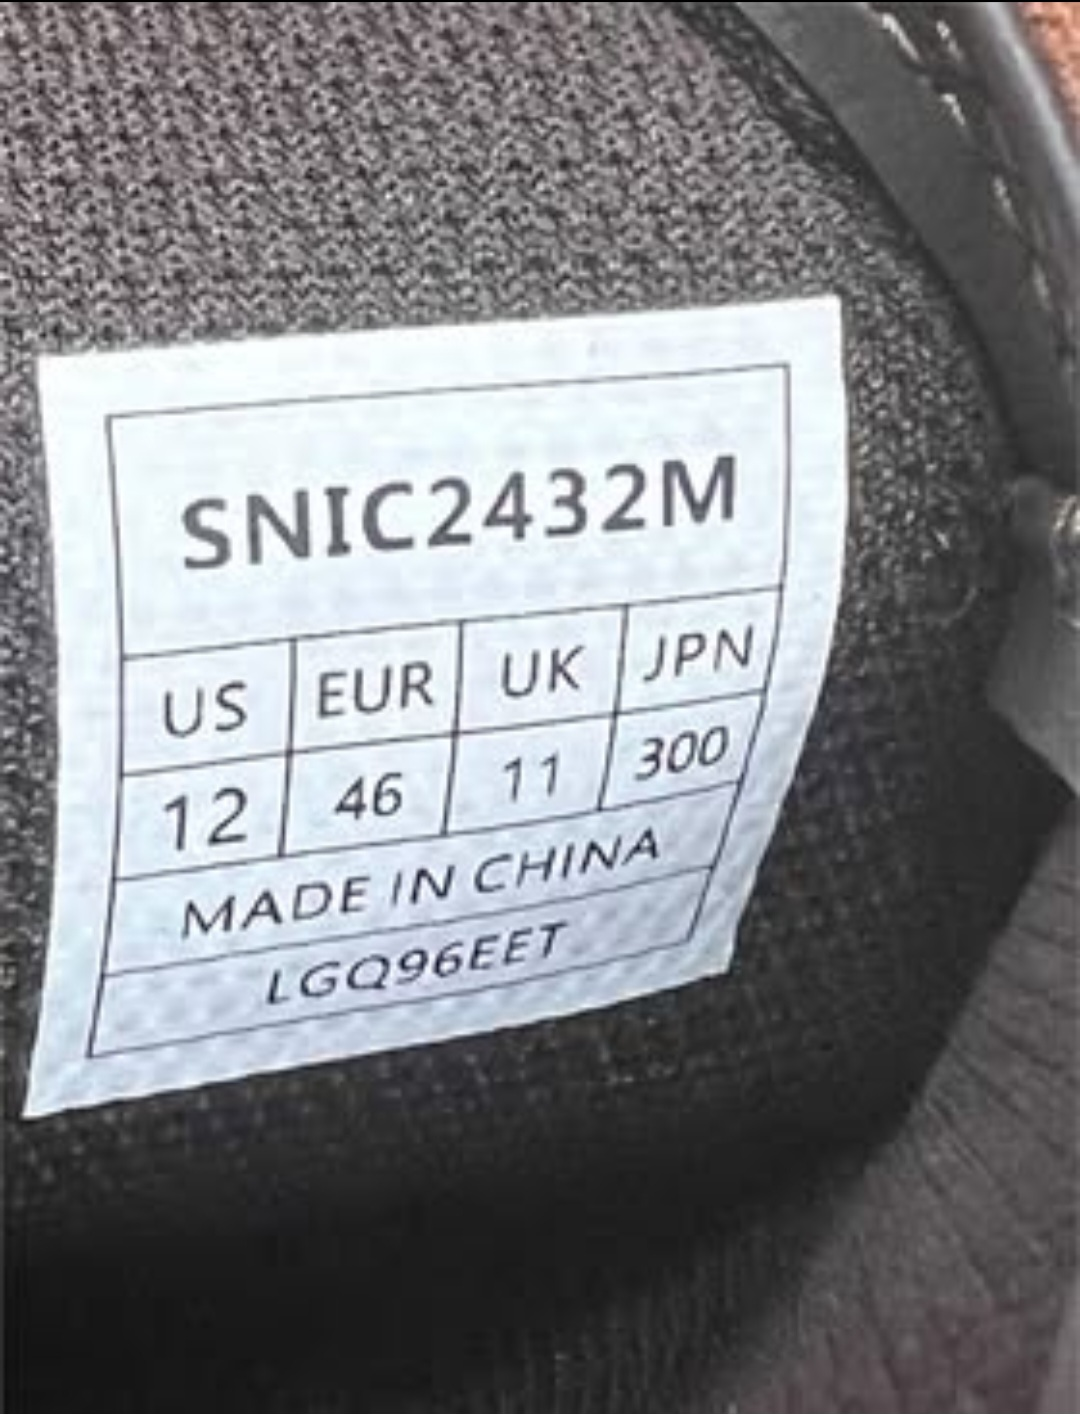 SNIC2432M
US EUR UK JPN
12 46 11 300
MADE IN CHINA
LGQ96EET